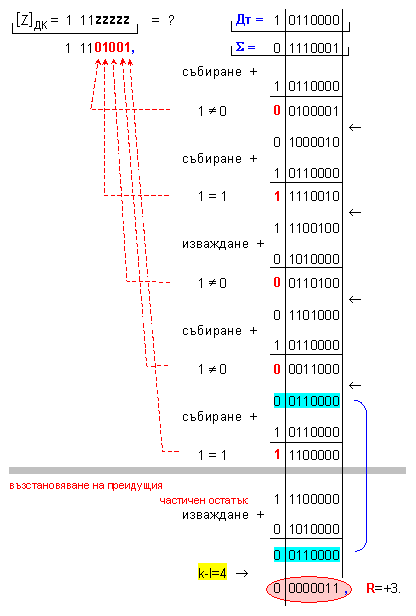 [Z]ДК = 1 11zzzzz = ? Дт = 1 0110000
1 1101001, Σ = 0 1110001
събиране +
1 0110000
1 ≠ 0 0 0100001
←
0 1000010
събиране +
1 0110000
1 = 1 1 1110010
←
1 1100100
изваждане +
0 1010000
1 ≠ 0 0 0110100
←
0 1101000
събиране +
1 0110000
1 ≠ 0 0 0011000
←
0 0110000
събиране +
1 0110000
1 = 1 1 1100000
възстановяване на преидущия
частичен остатък
1 1100000
изваждане +
0 1010000
0 0110000
k-l=4 →
0 0000011, R=+3.